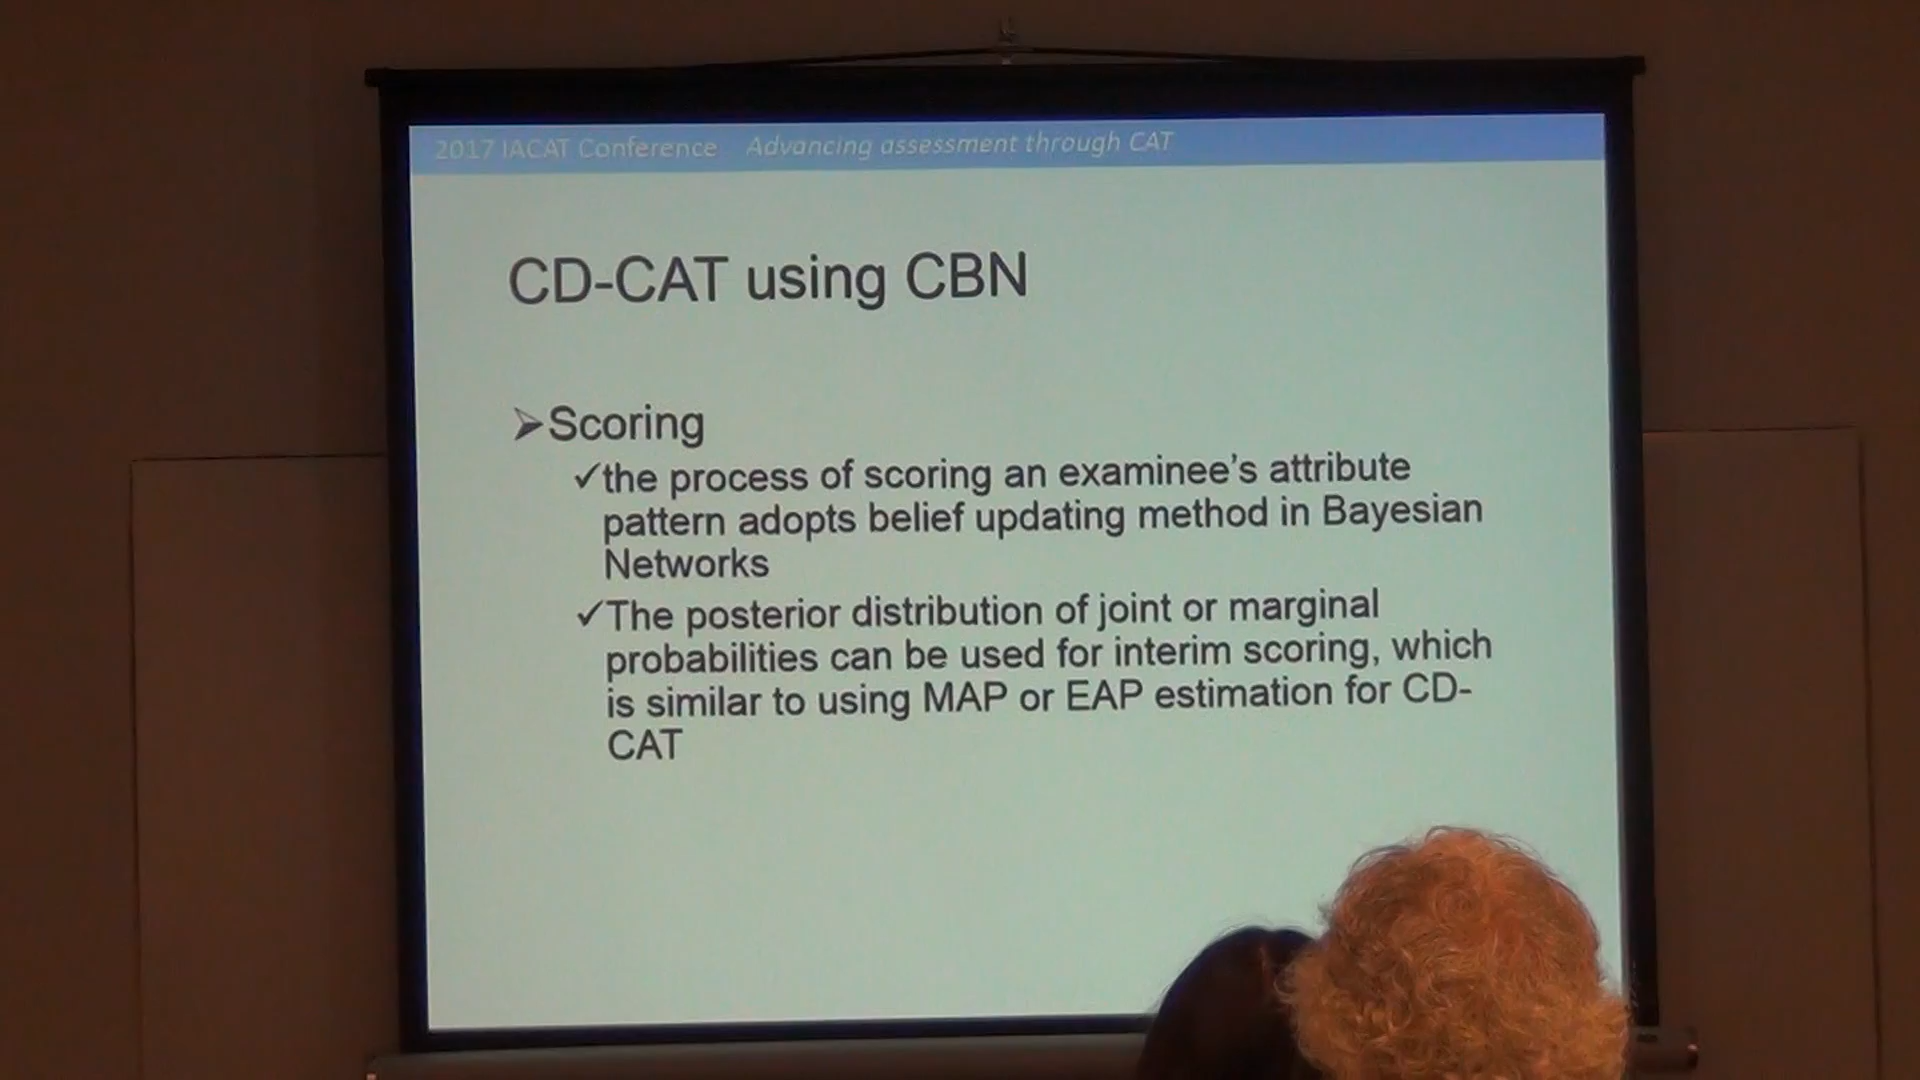 2017 IACAT Conference Advancing assessment through CAT
CD-CAT using CBN
➢Scoring
✓the process of scoring an examinee's attribute
pattern adopts belief updating method in Bayesian
Networks
✓The posterior distribution of joint or marginal
probabilities can be used for interim scoring, which
is similar to using MAP or EAP estimation for CD-
CAT